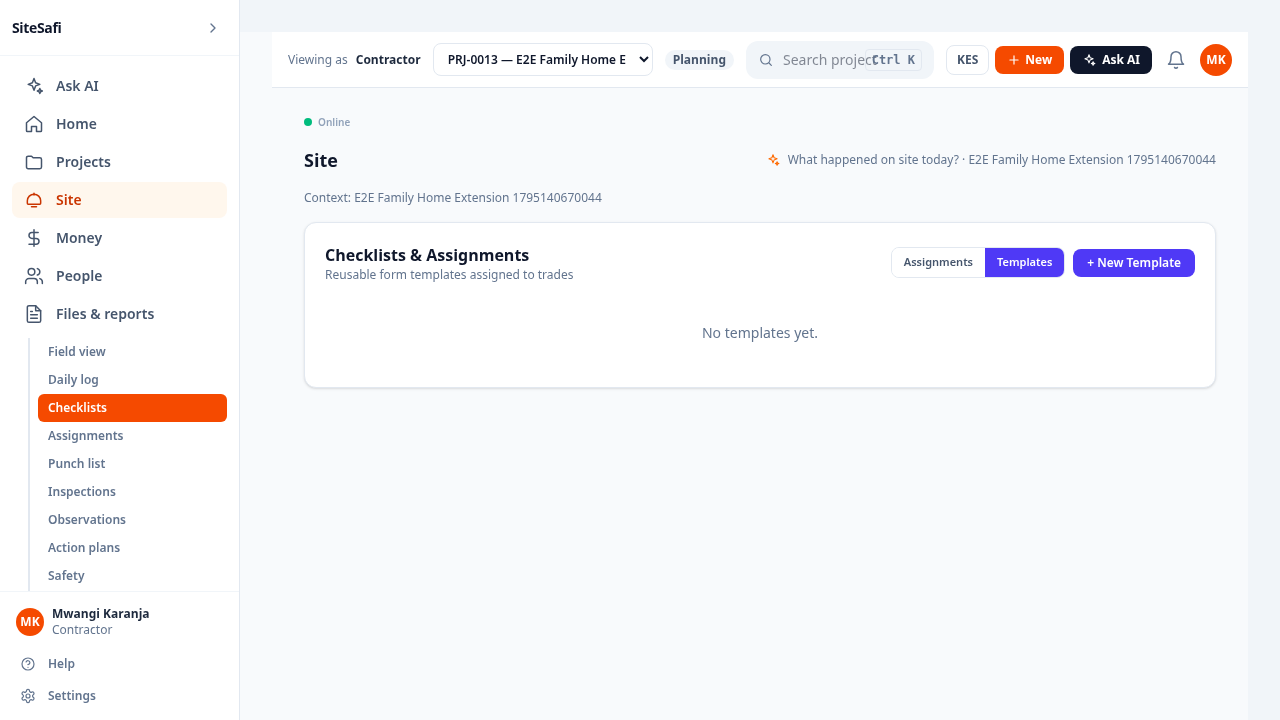 SiteSafi
Ask AI
Home
Projects
Site
Money
People
Files & reports
Field view
Daily log
Checklists
Assignments
Punch list
Inspections
Observations
Action plans
Safety
MK
Mwangi Karanja
Contractor
Help
Settings
Viewing as Contractor
PRJ-0013 — E2E Family Home E
Planning
Search project
Ctrl K
KES
+ New
Ask AI
MK
Online
Site
What happened on site today? · E2E Family Home Extension 1795140670044
Context: E2E Family Home Extension 1795140670044
Checklists & Assignments
Reusable form templates assigned to trades
Assignments
Templates
+ New Template
No templates yet.